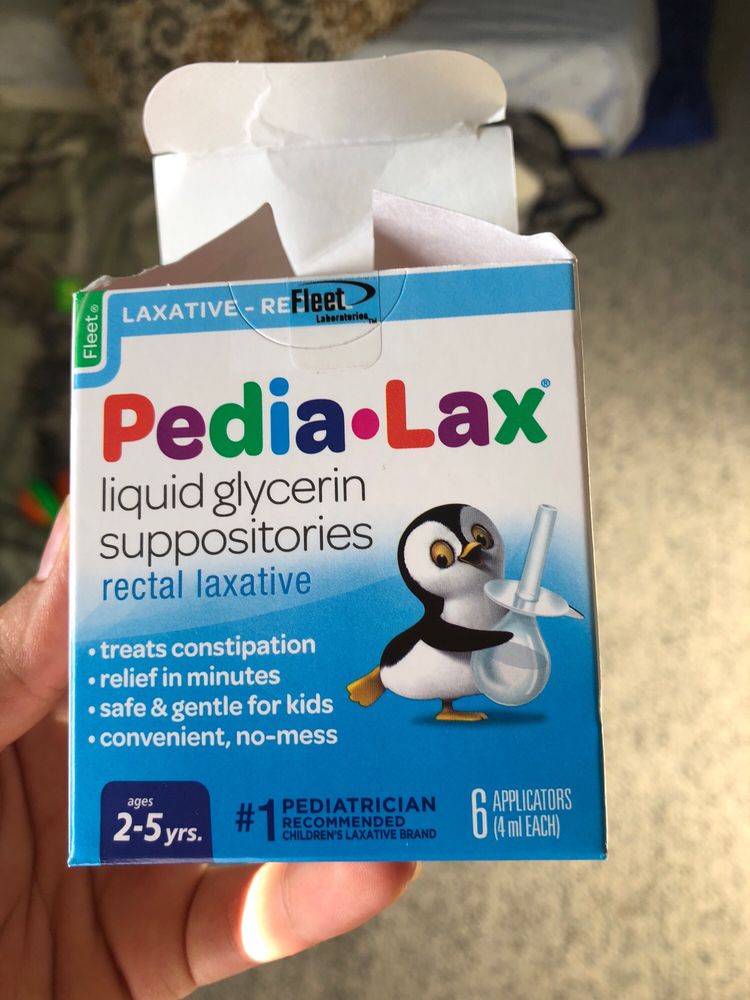 Fleet®
LAXATIVE - RE
Fleet
Laboratories™
Pedia•Lax®
liquid glycerin
suppositories
rectal laxative
• treats constipation
• relief in minutes
• safe & gentle for kids
• convenient, no-mess
ages
2-5 yrs.
#1 PEDIATRICIAN
RECOMMENDED
CHILDREN'S LAXATIVE BRAND
6 APPLICATORS
(4 ml EACH)